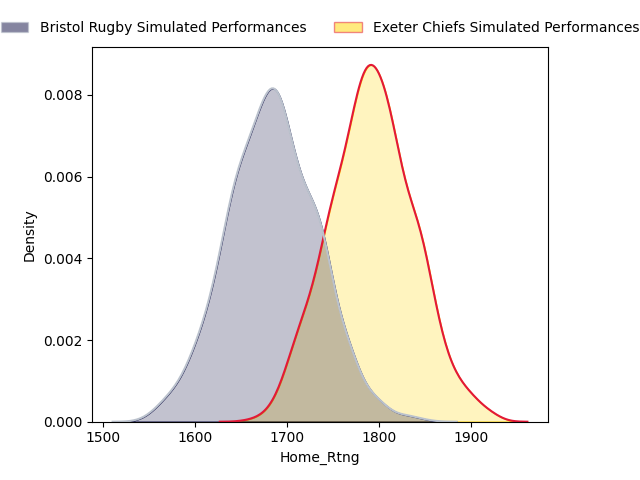 Bristol Rugby Simulated Performances
Exeter Chiefs Simulated Performances
0.008
0.006
0.004
0.002
0.000
Density
1500
1600
1700
1800
1900
Home_Rtng